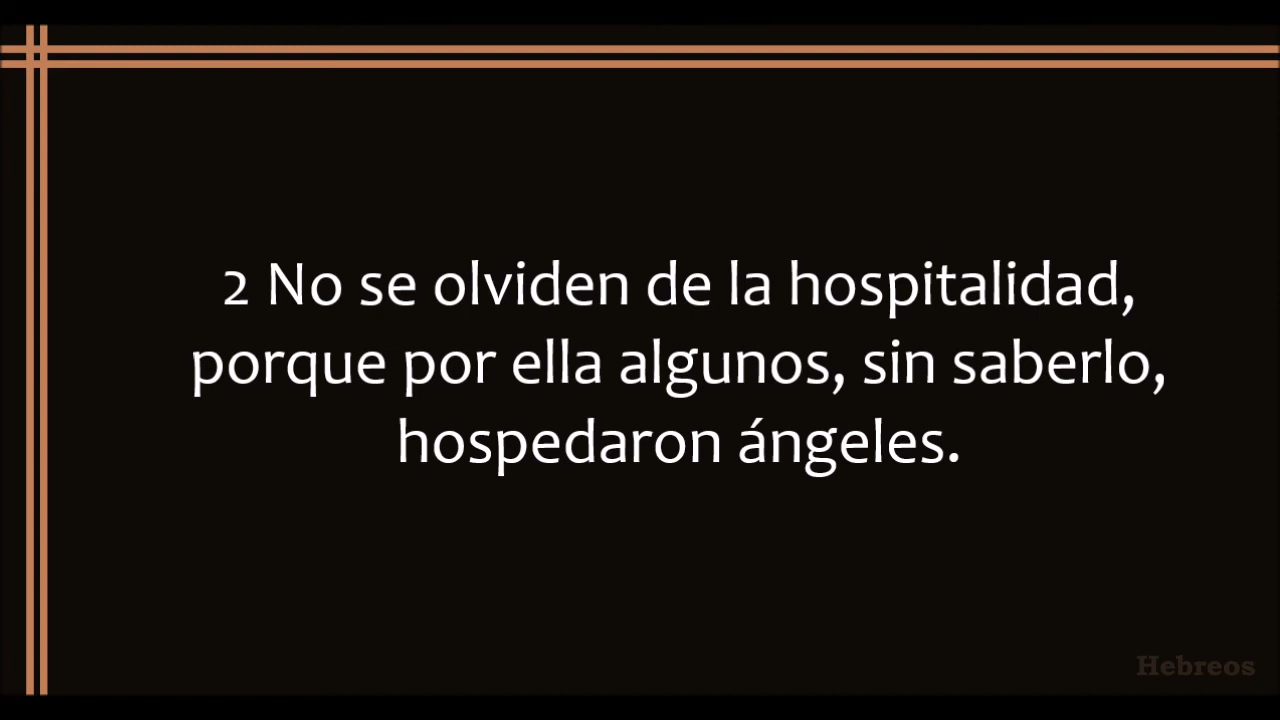 2 No se olviden de la hospitalidad,
porque por ella algunos, sin saberlo,
hospedaron ángeles.
Hebreos